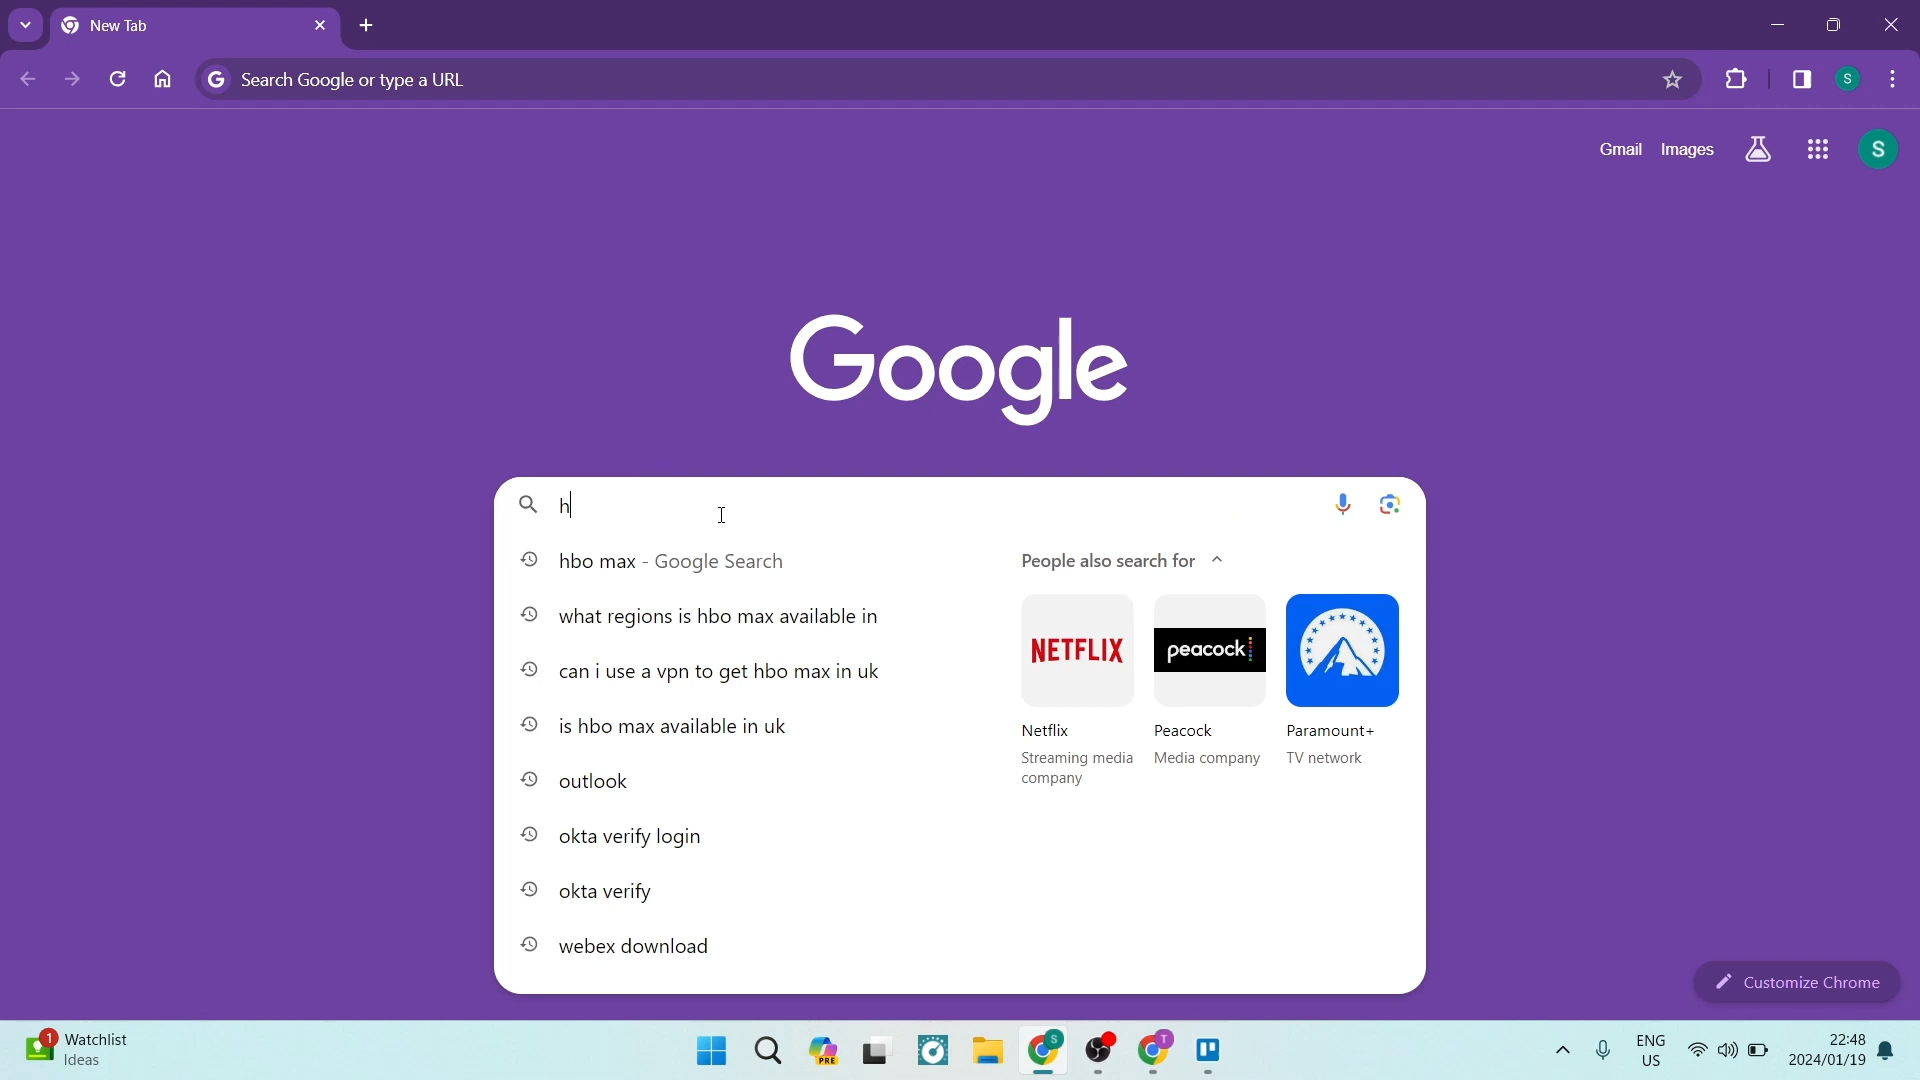 New Tab
Search Google or type a URL
Gmail Images
S
S
Google
h
hbo max - Google Search
what regions is hbo max available in
can i use a vpn to get hbo max in uk
is hbo max available in uk
outlook
okta verify login
okta verify
webex download
People also search for
NETFLIX
peacock
Netflix
Streaming media
company
Peacock
Media company
Paramount+
TV network
Customize Chrome
1
Watchlist
Ideas
PRE
S
T
ENG
US
22:48
2024/01/19